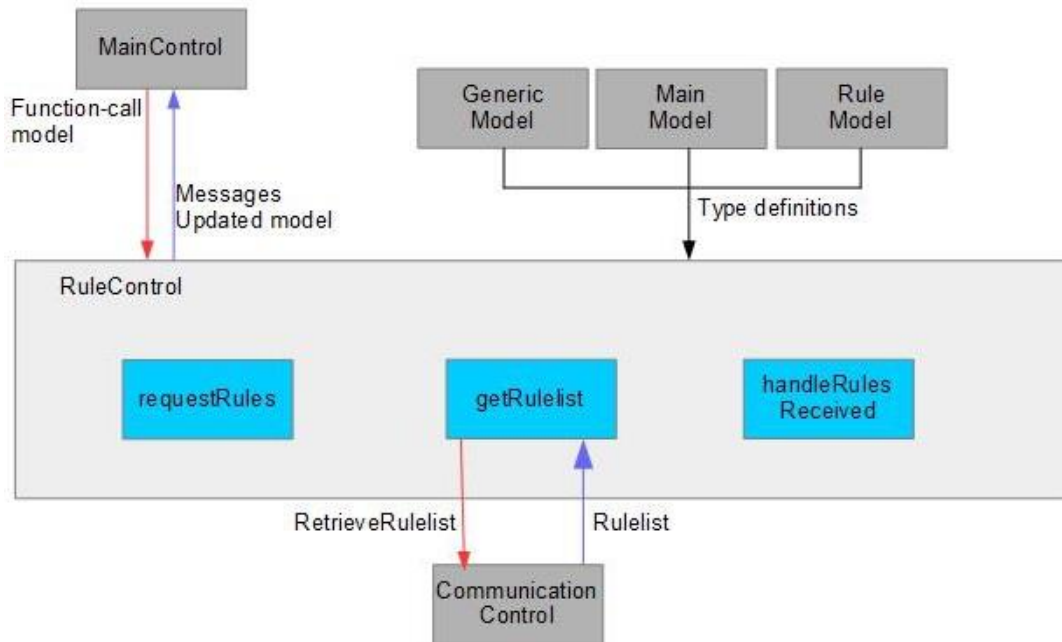 MainControl
Function-call
model
Messages
Updated model
Generic
Model
Main
Model
Rule
Model
Type definitions
RuleControl
requestRules
getRulelist
handleRules
Received
RetrieveRulelist
Rulelist
Communication
Control